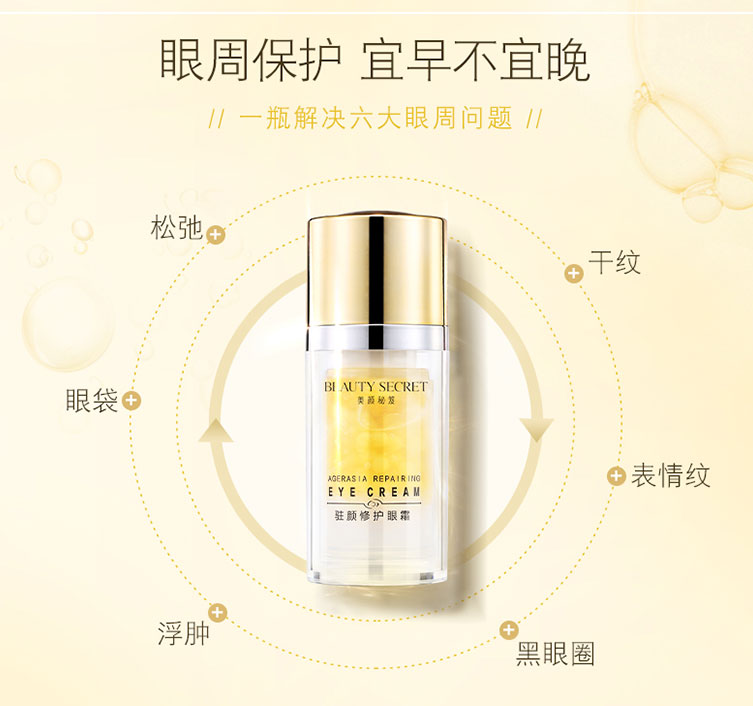 眼周保护 宜早不宜晚
// 一瓶解决六大眼周问题 //
松弛
干纹
眼袋
表情纹
浮肿
黑眼圈
BEAUTY SECRET
美颜秘笈
AGERASIA REPAIRING
EYE CREAM
驻颜修护眼霜